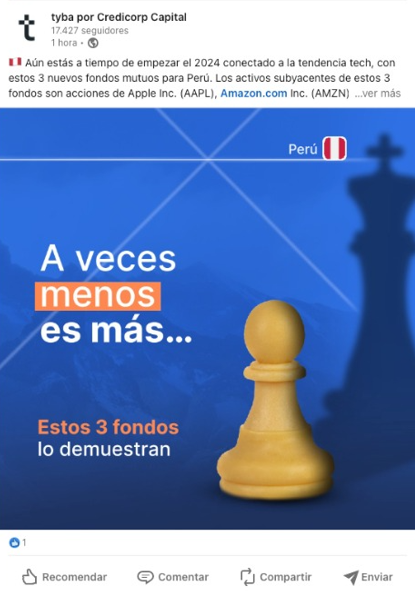 tyba por Credicorp Capital
17.427 seguidores
1 hora •
Aún estás a tiempo de empezar el 2024 conectado a la tendencia tech, con
estos 3 nuevos fondos mutuos para Perú. Los activos subyacentes de estos 3
fondos son acciones de Apple Inc. (AAPL), Amazon.com Inc. (AMZN) ...ver más
Perú
A veces
menos
es más...
Estos 3 fondos
lo demuestran
1
Recomendar
Comentar
Compartir
Enviar